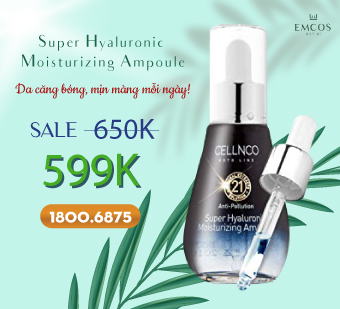 EMCOS
Super Hyaluronic
Moisturizing Ampoule
Da căng bóng, mịn màng mỗi ngày!
SALE 650K
599K
1800.6875
CELLNCO
21
Anti-Pollution
Super Hyaluron
Moisturizing Amp